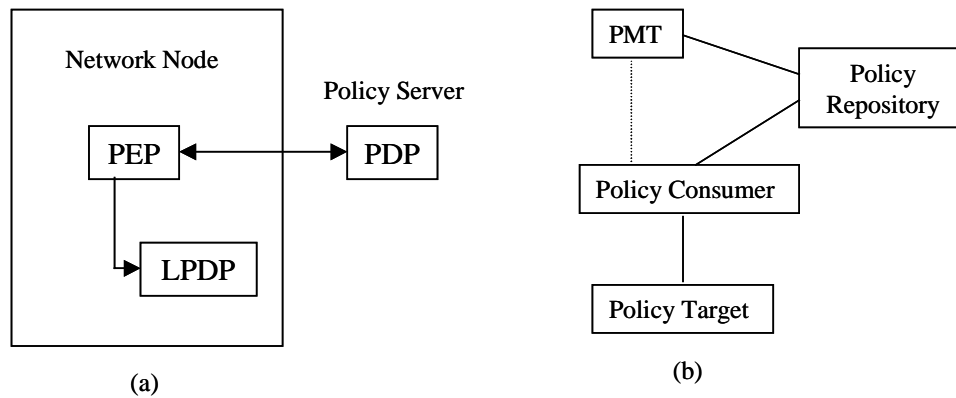 Network Node
Policy Server
PEP
PDP
LPDP
(a)
PMT
Policy
Repository
Policy Consumer
Policy Target
(b)